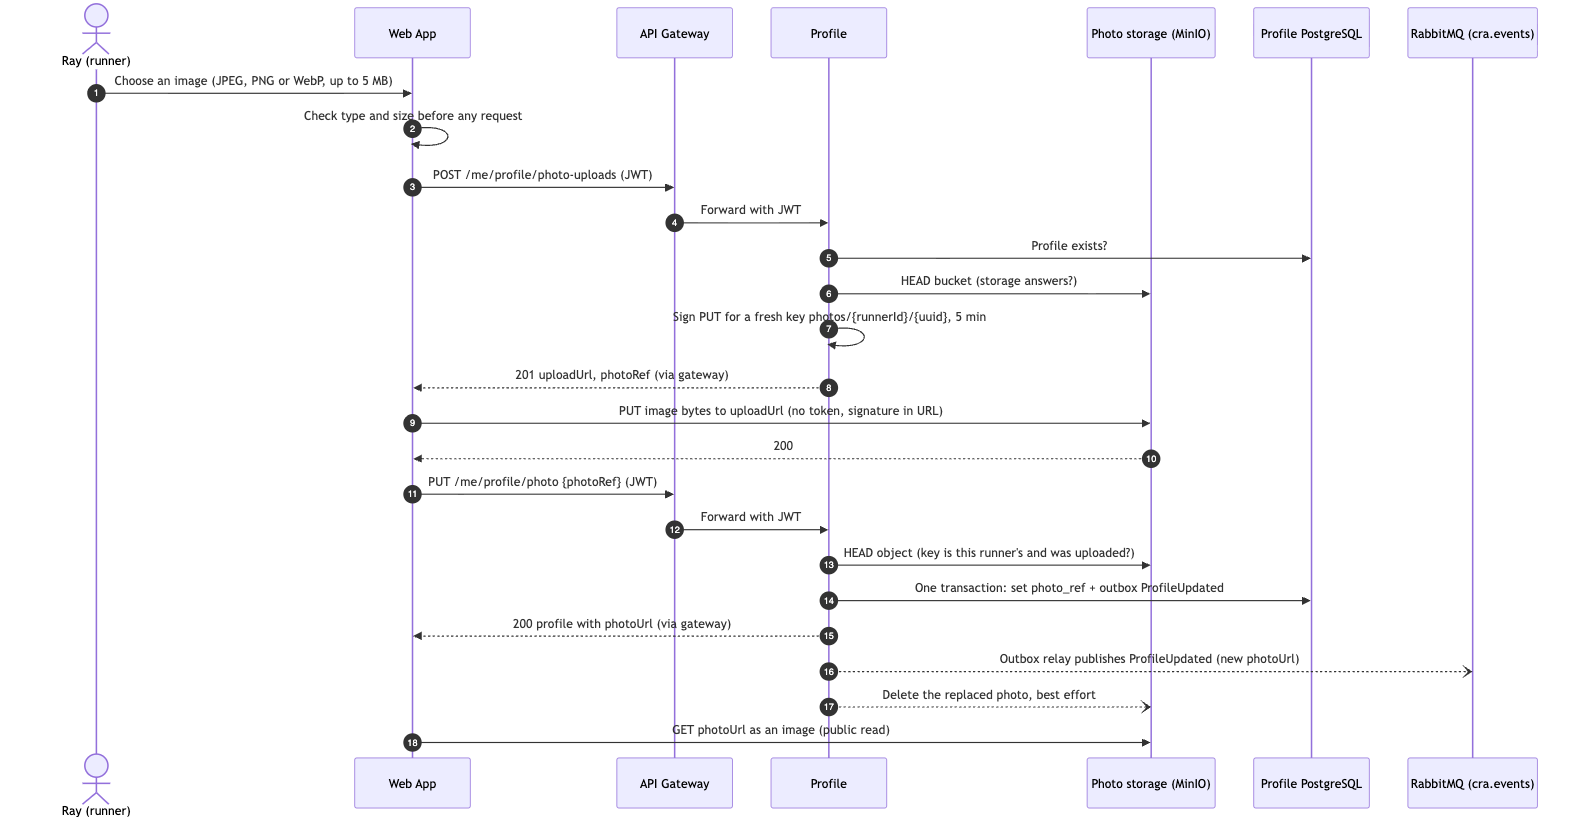 Ray (runner)
Web App
API Gateway
Profile
Photo storage (MinIO)
Profile PostgreSQL
RabbitMQ (cra.events)
1 Choose an image (JPEG, PNG or WebP, up to 5 MB)
2 Check type and size before any request
3 POST /me/profile/photo-uploads (JWT)
4 Forward with JWT
5 Profile exists?
6 HEAD bucket (storage answers?)
7 Sign PUT for a fresh key photos/{runnerId}/{uuid}, 5 min
8 201 uploadUrl, photoRef (via gateway)
9 PUT image bytes to uploadUrl (no token, signature in URL)
10 200
11 PUT /me/profile/photo {photoRef} (JWT)
12 Forward with JWT
13 HEAD object (key is this runner's and was uploaded?)
14 One transaction: set photo_ref + outbox ProfileUpdated
15 200 profile with photoUrl (via gateway)
16 Outbox relay publishes ProfileUpdated (new photoUrl)
17 Delete the replaced photo, best effort
18 GET photoUrl as an image (public read)
Ray (runner)
Web App
API Gateway
Profile
Photo storage (MinIO)
Profile PostgreSQL
RabbitMQ (cra.events)